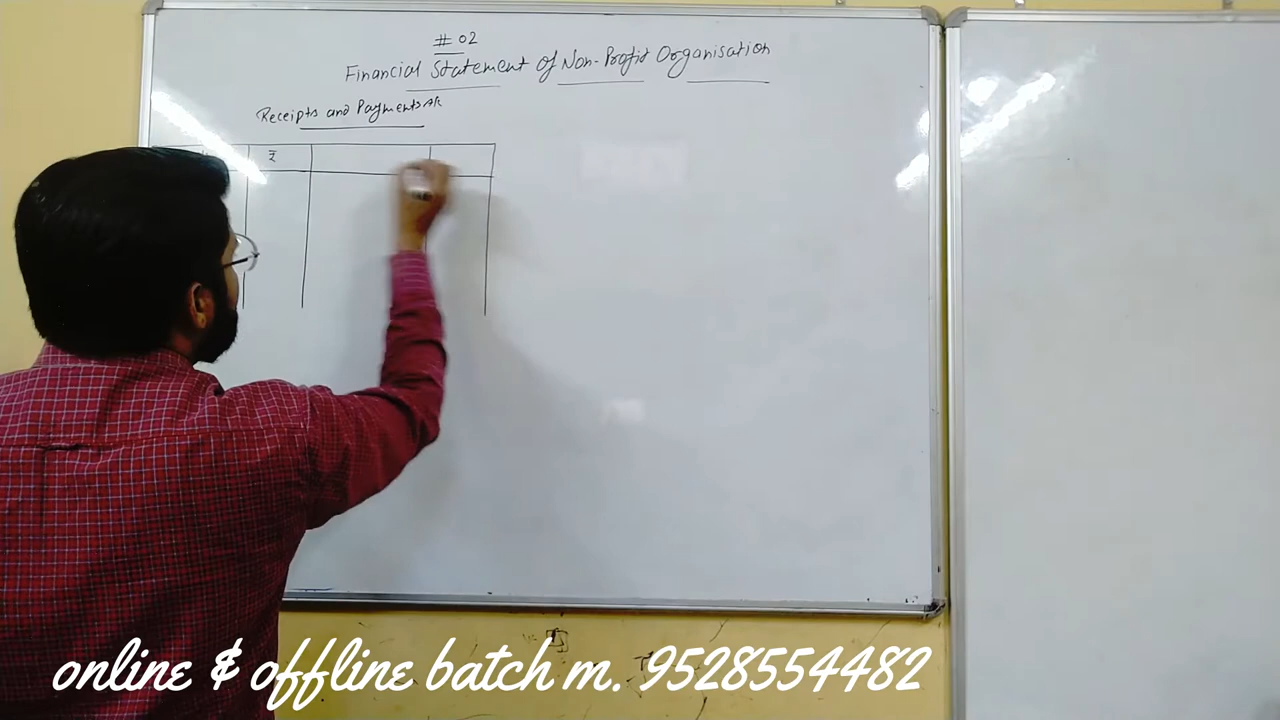 # 02
Financial Statement of Non-Profit Organisation
Receipts and Payments A/c
₹
online & offline batch m. 9528554482